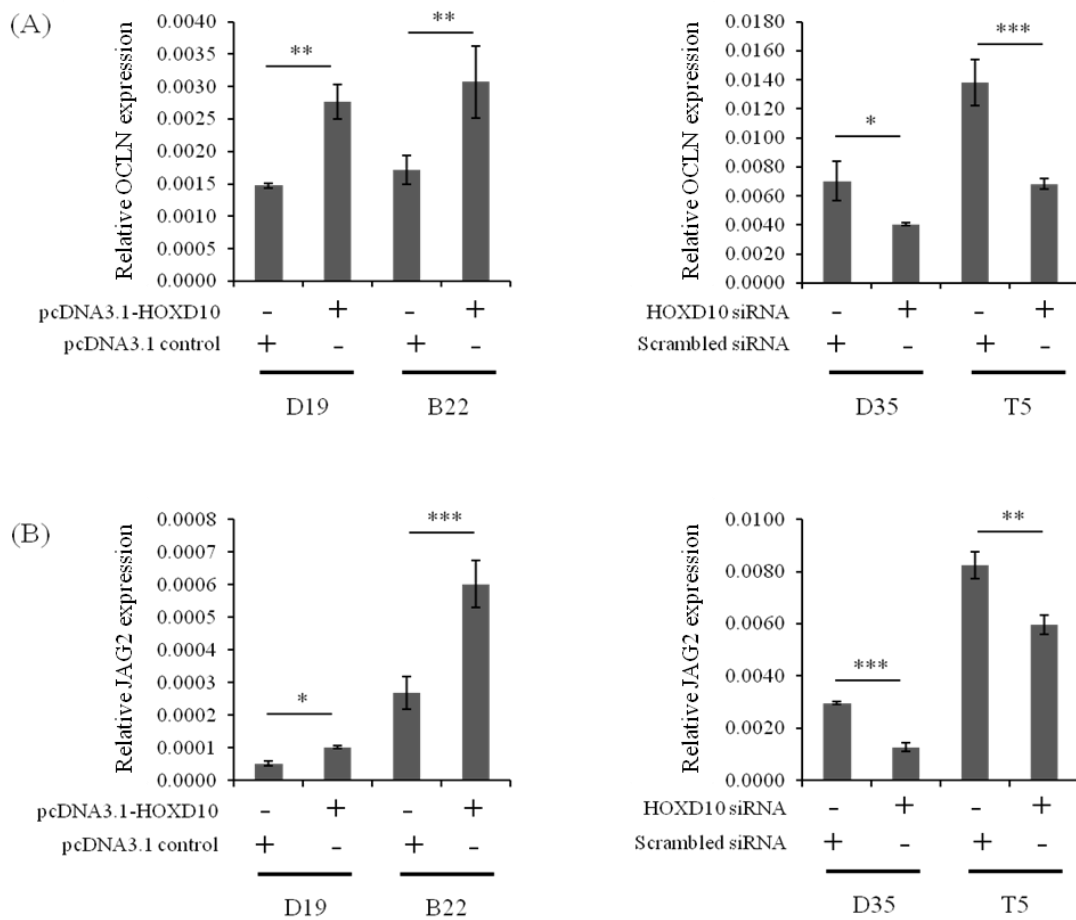 (A)
Relative OCLN expression
0.0040
0.0035
0.0030
0.0025
0.0020
0.0015
0.0010
0.0005
0.0000
**
**
pcDNA3.1-HOXD10 - + - +
pcDNA3.1 control + - + -
D19 B22
Relative OCLN expression
0.0180
0.0160
0.0140
0.0120
0.0100
0.0080
0.0060
0.0040
0.0020
0.0000
*
***
HOXD10 siRNA - + - +
Scrambled siRNA + - + -
D35 T5
(B)
Relative JAG2 expression
0.0008
0.0007
0.0006
0.0005
0.0004
0.0003
0.0002
0.0001
0.0000
*
***
pcDNA3.1-HOXD10 - + - +
pcDNA3.1 control + - + -
D19 B22
Relative JAG2 expression
0.0100
0.0080
0.0060
0.0040
0.0020
0.0000
***
**
HOXD10 siRNA - + - +
Scrambled siRNA + - + -
D35 T5